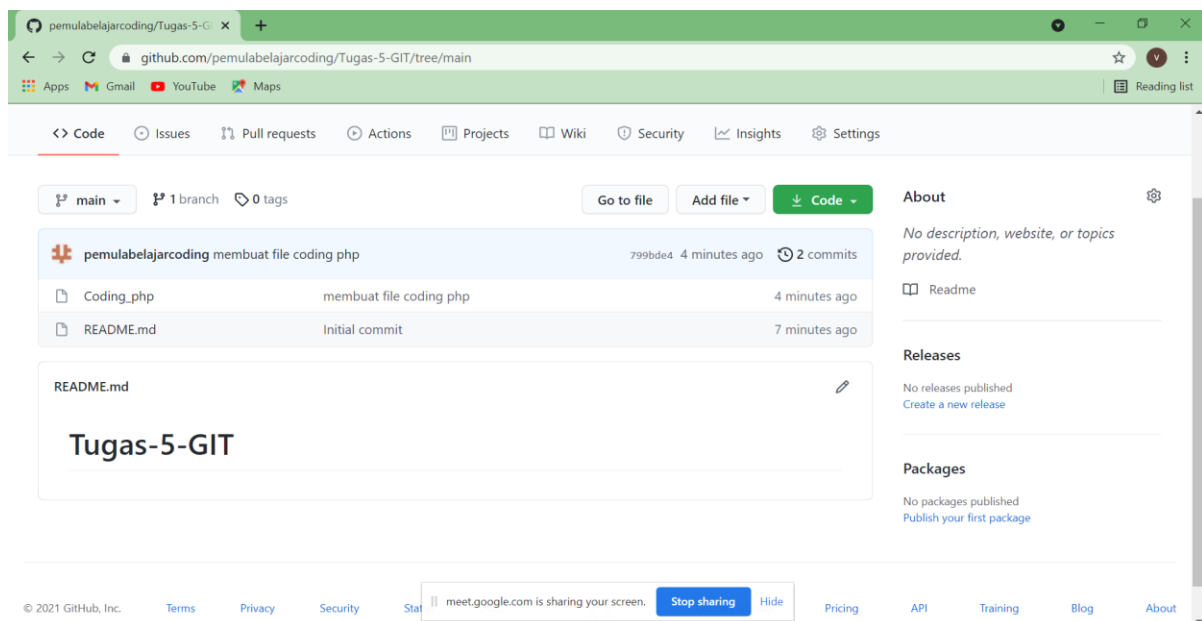 pemulabelajarcoding/Tugas-5-G
github.com/pemulabelajarcoding/Tugas-5-GIT/tree/main
V
Apps Gmail YouTube Maps Reading list
<> Code Issues Pull requests Actions Projects Wiki Security Insights Settings
main 1 branch 0 tags Go to file Add file Code
pemulabelajarcoding membuat file coding php 799bde4 4 minutes ago 2 commits
Coding_php membuat file coding php 4 minutes ago
README.md Initial commit 7 minutes ago
README.md
Tugas-5-GIT
About
No description, website, or topics
provided.
Readme
Releases
No releases published
Create a new release
Packages
No packages published
Publish your first package
© 2021 GitHub, Inc. Terms Privacy Security Stat Pricing API Training Blog About
meet.google.com is sharing your screen. Stop sharing Hide